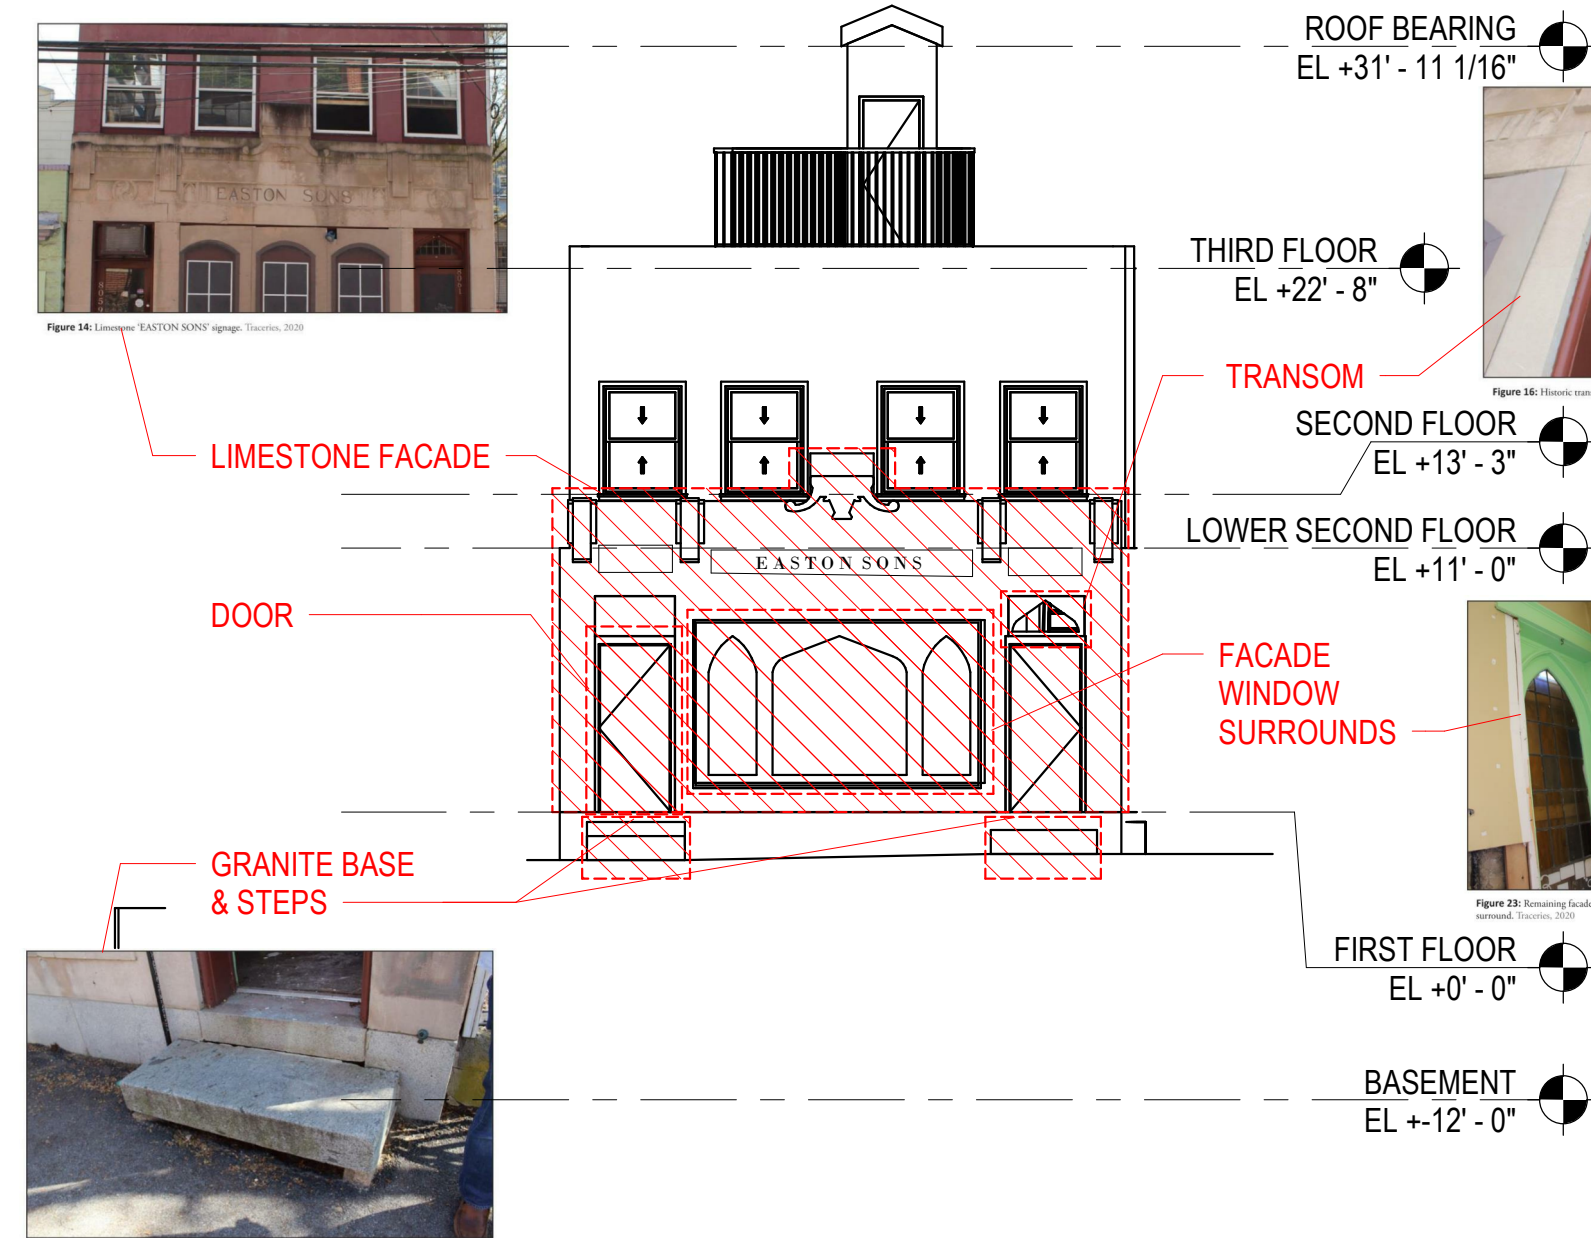 ROOF BEARING
EL +31' - 11 1/16"
EASTON SONS
Figure 14: Limestone 'EASTON SONS' signage. Traceries, 2020
THIRD FLOOR
EL +22' - 8"
TRANSOM
Figure 16: Historic
SECOND FLOOR
EL +13' - 3"
LIMESTONE FACADE
LOWER SECOND FLOOR
EL +11' - 0"
EASTON SONS
DOOR
FACADE
WINDOW
SURROUNDS
GRANITE BASE
& STEPS
Figure 23: Remaining facade
surround. Traceries, 2020
FIRST FLOOR
EL +0' - 0"
BASEMENT
EL +-12' - 0"